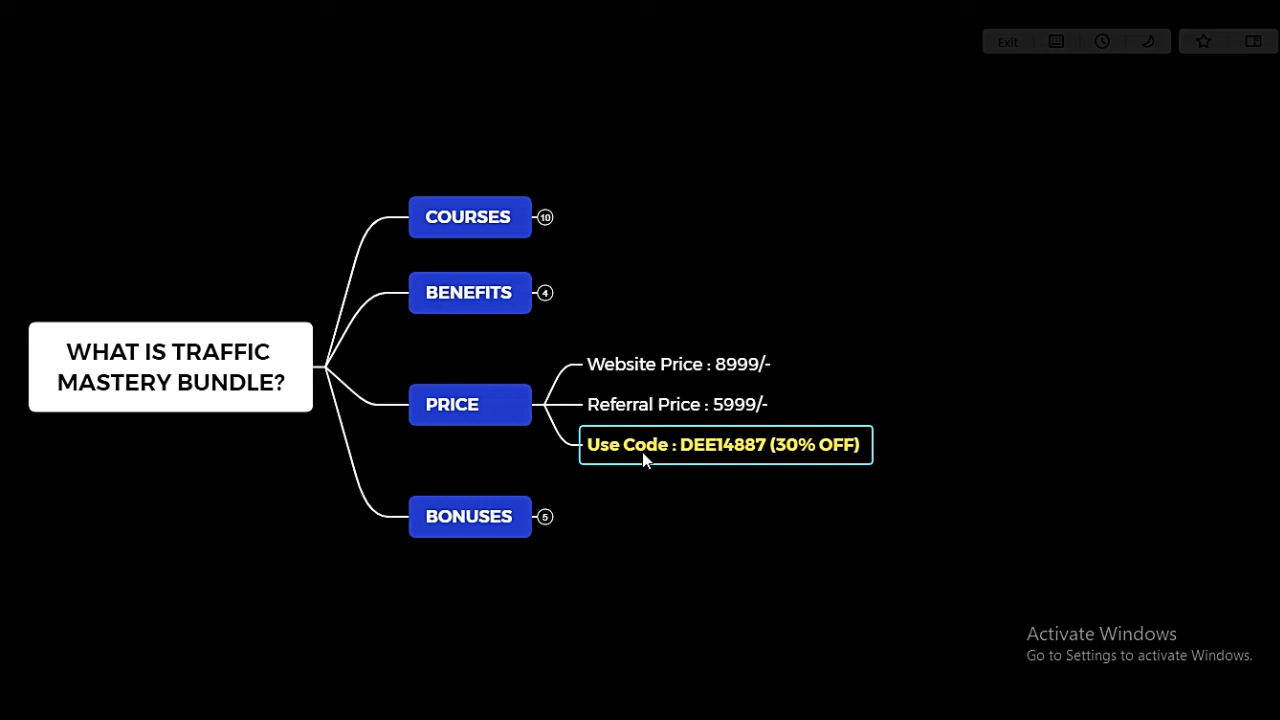 Exit
COURSES
10
BENEFITS
4
WHAT IS TRAFFIC
MASTERY BUNDLE?
PRICE
Website Price : 8999/-
Referral Price : 5999/-
Use Code : DEE14887 (30% OFF)
BONUSES
5
Activate Windows
Go to Settings to activate Windows.